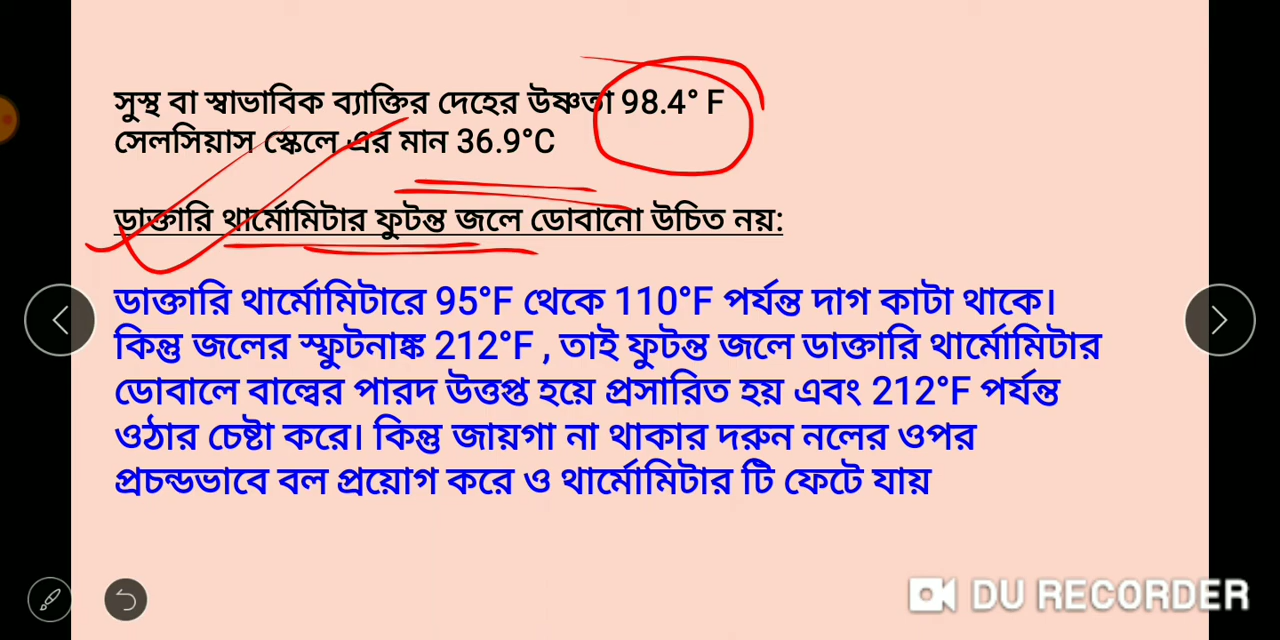 সুস্থ বা স্বাভাবিক ব্যাক্তির দেহের উষ্ণতা 98.4° F
সেলসিয়াস স্কেলে এর মান 36.9°C
ডাক্তারি থার্মোমিটার ফুটন্ত জলে ডোবানো উচিত নয়:
ডাক্তারি থার্মোমিটারে 95°F থেকে 110°F পর্যন্ত দাগ কাটা থাকে।
কিন্তু জলের স্ফুটনাঙ্ক 212°F , তাই ফুটন্ত জলে ডাক্তারি থার্মোমিটার
ডোবালে বাল্বের পারদ উত্তপ্ত হয়ে প্রসারিত হয় এবং 212°F পর্যন্ত
ওঠার চেষ্টা করে। কিন্তু জায়গা না থাকার দরুন নলের ওপর
প্রচন্ডভাবে বল প্রয়োগ করে ও থার্মোমিটার টি ফেটে যায়
DU RECORDER